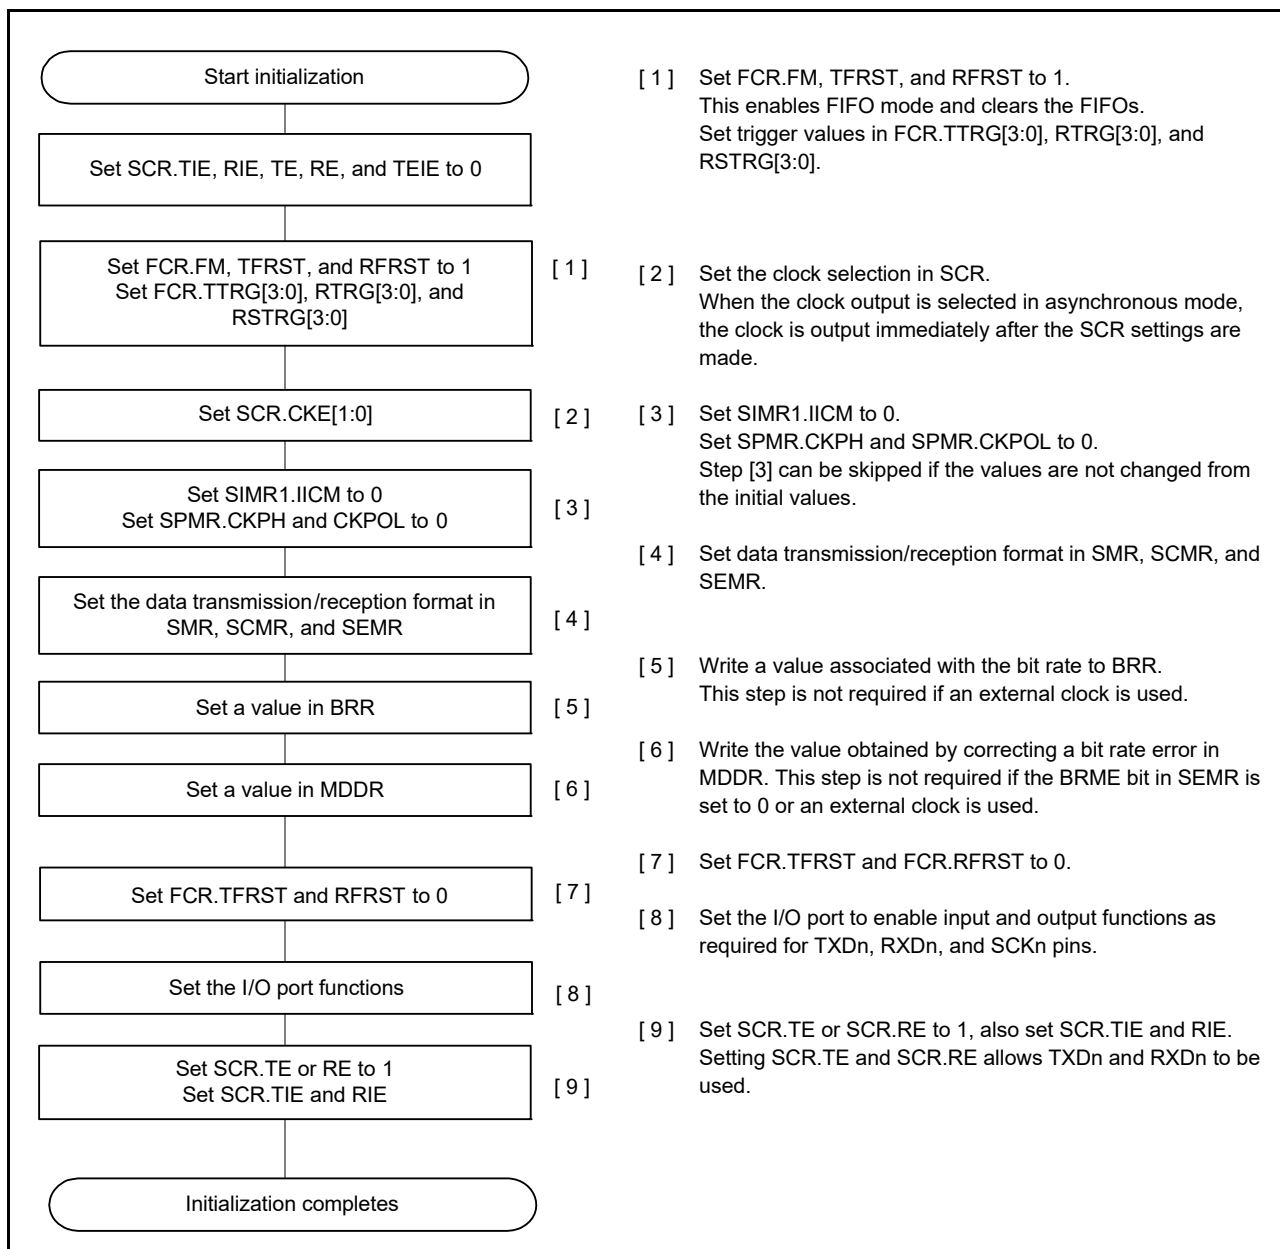 Start initialization
Set SCR.TIE, RIE, TE, RE, and TEIE to 0
Set FCR.FM, TFRST, and RFRST to 1
Set FCR.TTRG[3:0], RTRG[3:0], and
RSTRG[3:0]
[ 1 ]
Set SCR.CKE[1:0]
[ 2 ]
Set SIMR1.IICM to 0
Set SPMR.CKPH and CKPOL to 0
[ 3 ]
Set the data transmission/reception format in
SMR, SCMR, and SEMR
[ 4 ]
Set a value in BRR
[ 5 ]
Set a value in MDDR
[ 6 ]
Set FCR.TFRST and RFRST to 0
[ 7 ]
Set the I/O port functions
[ 8 ]
Set SCR.TE or RE to 1
Set SCR.TIE and RIE
[ 9 ]
Initialization completes
[ 1 ] Set FCR.FM, TFRST, and RFRST to 1.
This enables FIFO mode and clears the FIFOs.
Set trigger values in FCR.TTRG[3:0], RTRG[3:0], and
RSTRG[3:0].
[ 2 ] Set the clock selection in SCR.
When the clock output is selected in asynchronous mode,
the clock is output immediately after the SCR settings are
made.
[ 3 ] Set SIMR1.IICM to 0.
Set SPMR.CKPH and SPMR.CKPOL to 0.
Step [3] can be skipped if the values are not changed from
the initial values.
[ 4 ] Set data transmission/reception format in SMR, SCMR, and
SEMR.
[ 5 ] Write a value associated with the bit rate to BRR.
This step is not required if an external clock is used.
[ 6 ] Write the value obtained by correcting a bit rate error in
MDDR. This step is not required if the BRME bit in SEMR is
set to 0 or an external clock is used.
[ 7 ] Set FCR.TFRST and FCR.RFRST to 0.
[ 8 ] Set the I/O port to enable input and output functions as
required for TXDn, RXDn, and SCKn pins.
[ 9 ] Set SCR.TE or SCR.RE to 1, also set SCR.TIE and RIE.
Setting SCR.TE and SCR.RE allows TXDn and RXDn to be
used.